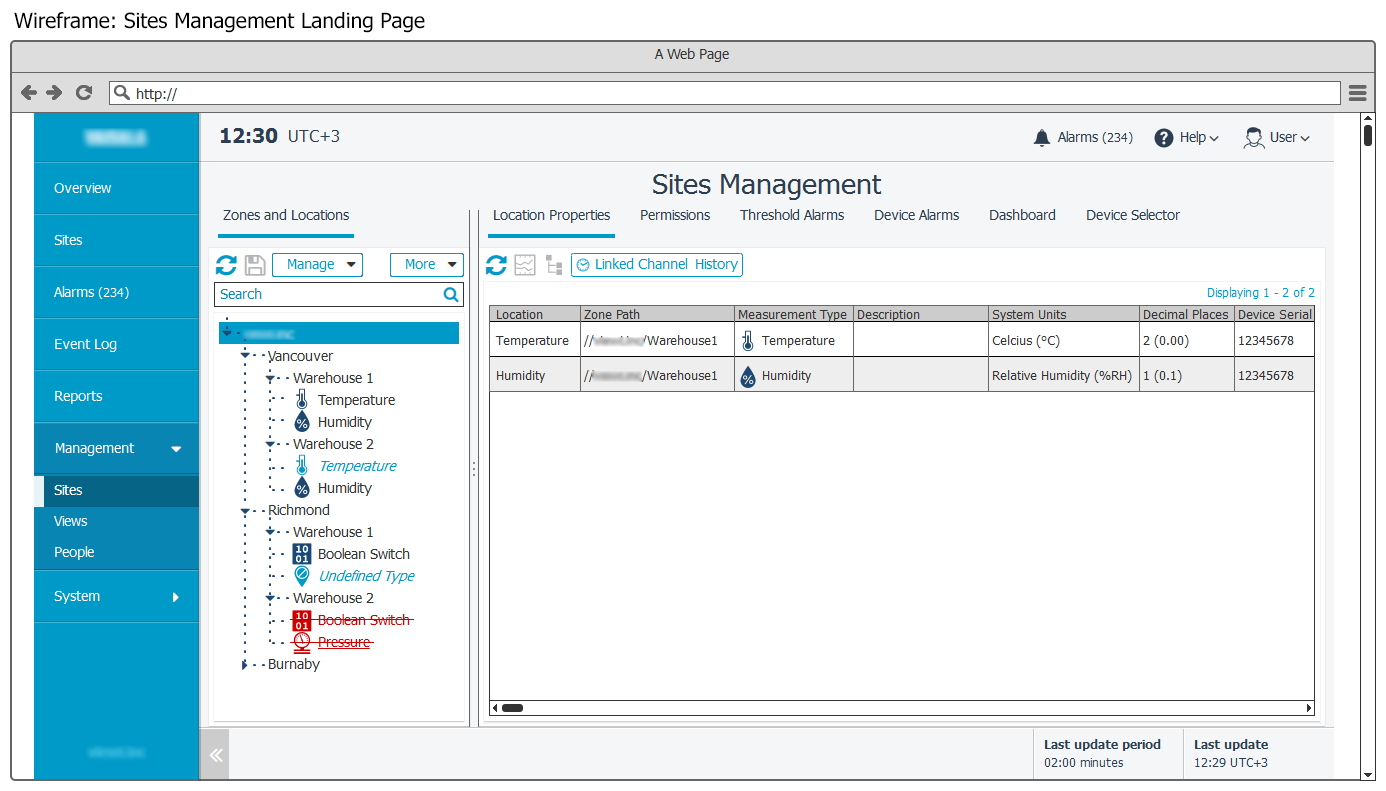 Wireframe: Sites Management Landing Page
A Web Page
http://
12:30 UTC+3
Alarms (234)
Help
User
Overview
Sites
Alarms (234)
Event Log
Reports
Management
Sites
Views
People
System
Sites Management
Zones and Locations
Location Properties Permissions Threshold Alarms Device Alarms Dashboard Device Selector
Manage More
Search
Linked Channel History
Displaying 1 - 2 of 2
Vancouver
Warehouse 1
Temperature
Humidity
Warehouse 2
Temperature
Humidity
Richmond
Warehouse 1
10
01
Boolean Switch
Undefined Type
Warehouse 2
10
01
Boolean Switch
Pressure
Burnaby
Location Zone Path Measurement Type Description System Units Decimal Places Device Serial
Temperature // /Warehouse1 Temperature Celcius (ºC) 2 (0.00) 12345678
Humidity // /Warehouse1 % Humidity Relative Humidity (%RH) 1 (0.1) 12345678
Last update period
02:00 minutes
Last update
12:29 UTC+3